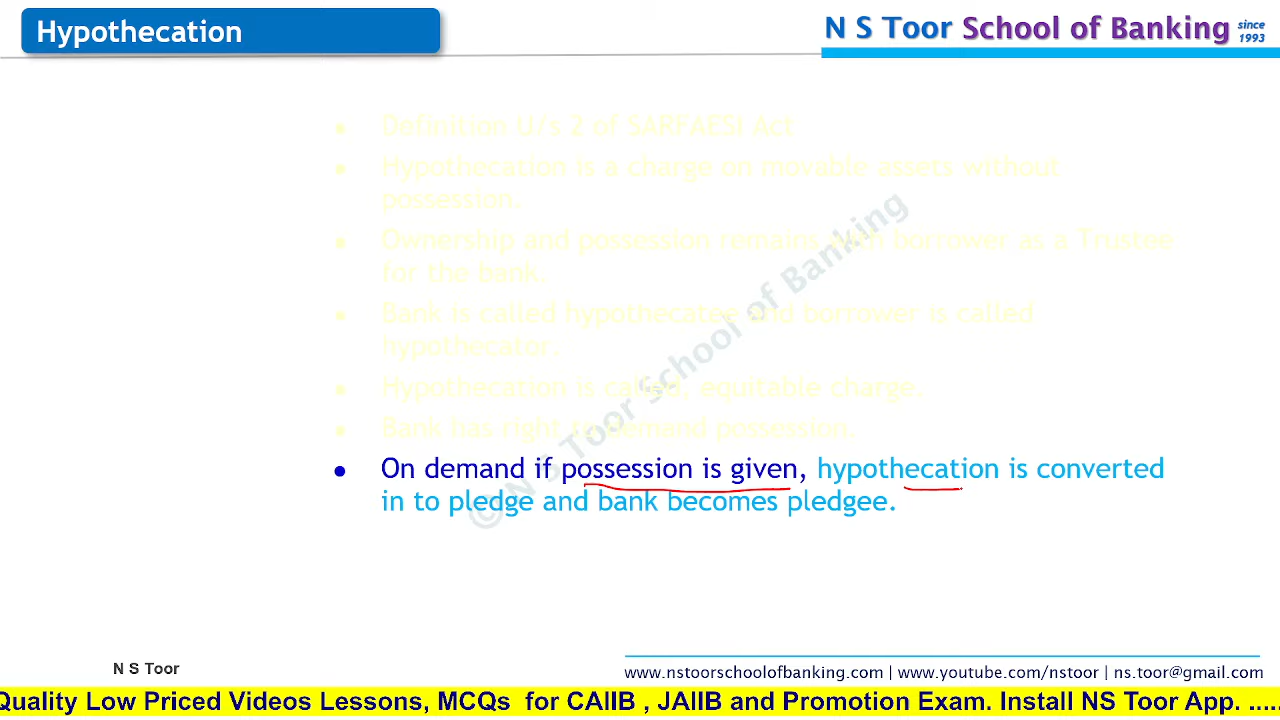 Hypothecation
N S Toor School of Banking since 1993
Definition U/s 2 of SARFAESI Act
Hypothecation is a charge on movable assets without
possession.
Ownership and possession remains with borrower as a Trustee
for the bank.
Bank is called hypothecatee and borrower is called
hypothecator.
Hypothecation is called, equitable charge.
Bank has right to demand possession.
On demand if possession is given, hypothecation is converted
in to pledge and bank becomes pledgee.
© N S Toor School of Banking
N S Toor
www.nstoorschoolofbanking.com | www.youtube.com/nstoor | ns.toor@gmail.com
Quality Low Priced Videos Lessons, MCQs for CAIIB , JAIIB and Promotion Exam. Install NS Toor App. .....